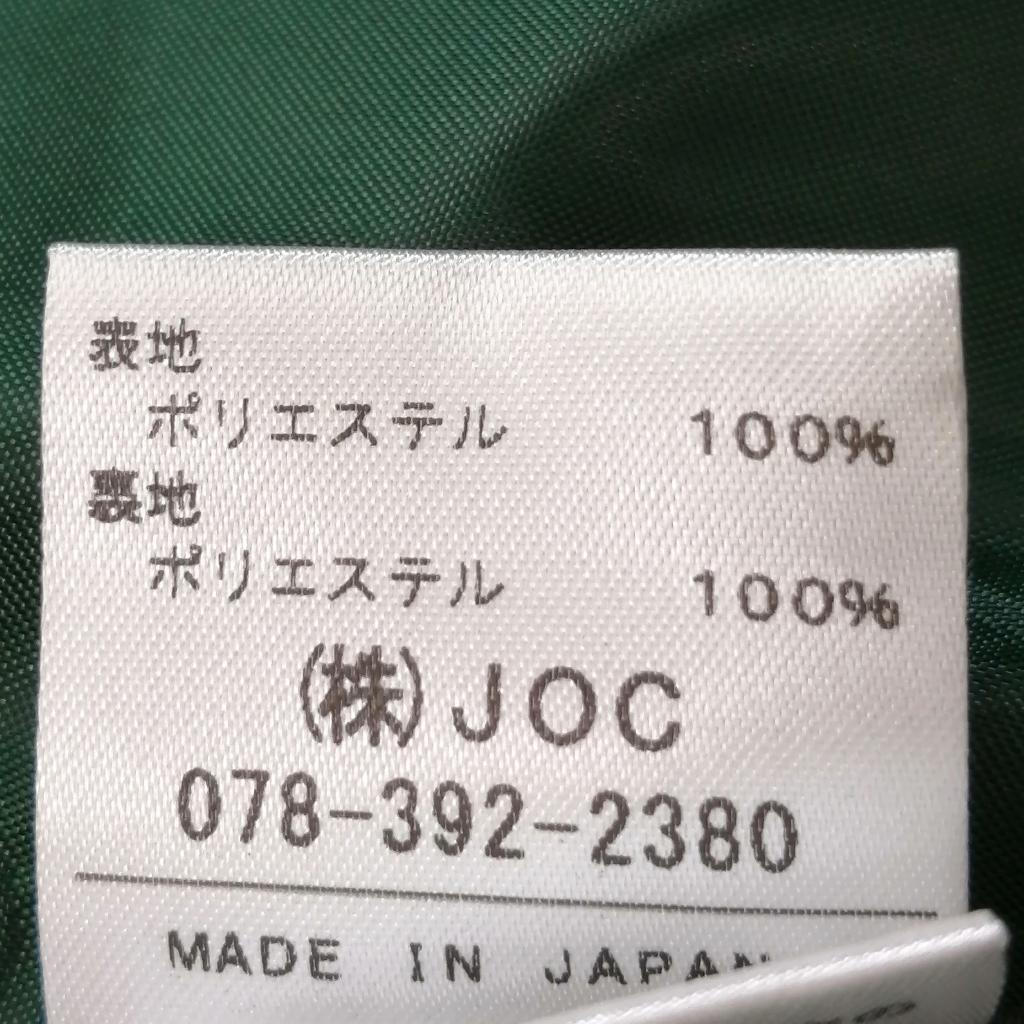 表地
ポリエステル 100%
裏地
ポリエステル 100%
(株)JOC
078-392-2380
MADE IN JAPAN